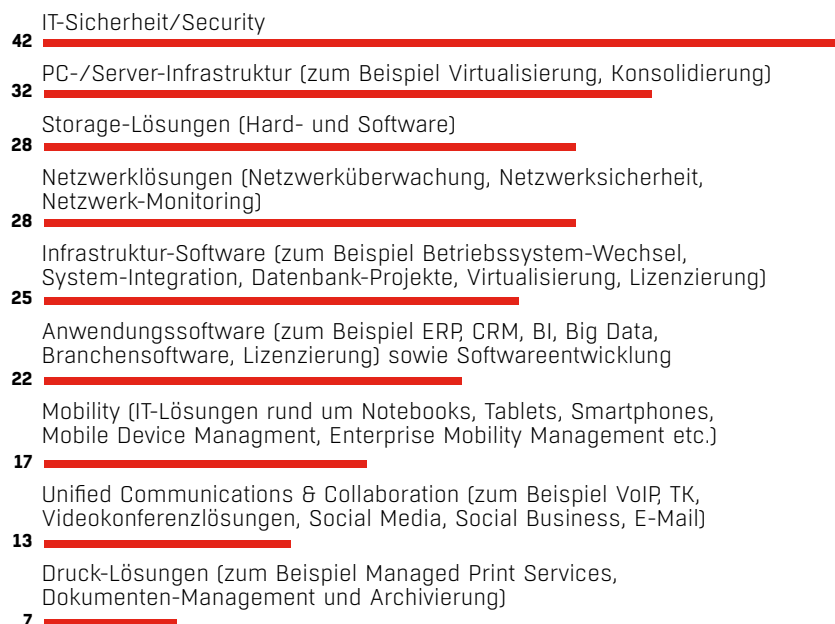 IT-Sicherheit/Security
42
PC-/Server-Infrastruktur (zum Beispiel Virtualisierung, Konsolidierung)
32
Storage-Lösungen (Hard- und Software)
28
Netzwerklösungen (Netzwerküberwachung, Netzwerksicherheit,
Netzwerk-Monitoring)
28
Infrastruktur-Software (zum Beispiel Betriebssystem-Wechsel,
System-Integration, Datenbank-Projekte, Virtualisierung, Lizenzierung)
25
Anwendungssoftware (zum Beispiel ERP, CRM, BI, Big Data,
Branchensoftware, Lizenzierung) sowie Softwareentwicklung
22
Mobility (IT-Lösungen rund um Notebooks, Tablets, Smartphones,
Mobile Device Managment, Enterprise Mobility Management etc.)
17
Unified Communications & Collaboration (zum Beispiel VoIP, TK,
Videokonferenzlösungen, Social Media, Social Business, E-Mail)
13
Druck-Lösungen (zum Beispiel Managed Print Services,
Dokumenten-Management und Archivierung)
7